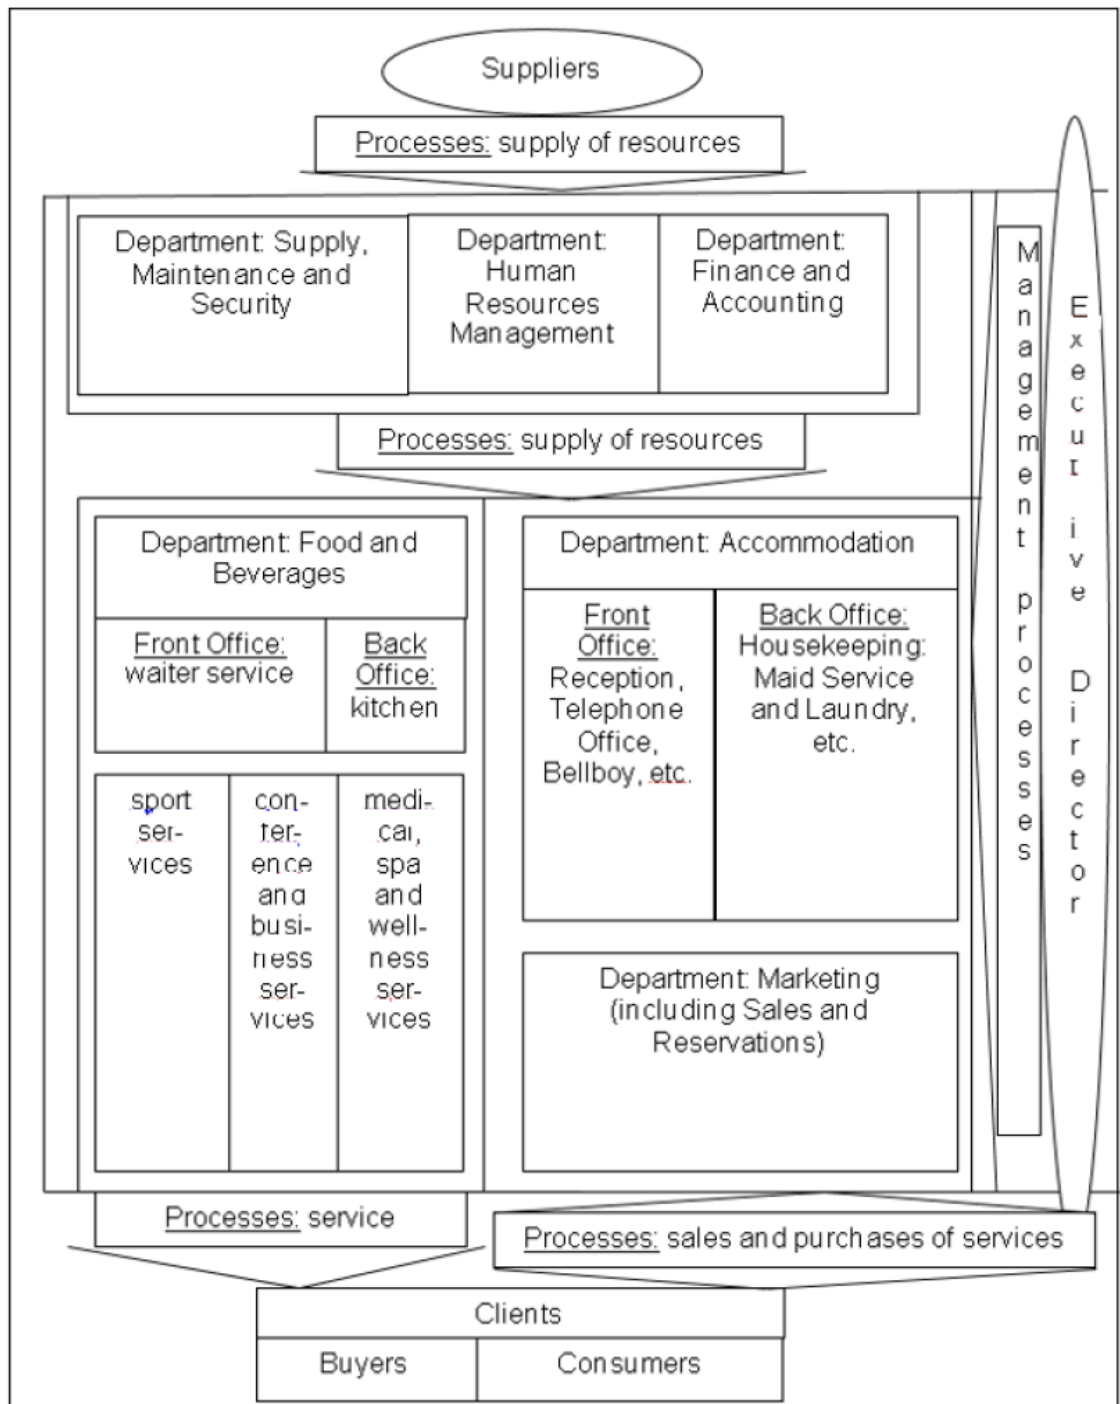 Suppliers
Processes: supply of resources
Department: Supply,
Maintenance and
Security
Department:
Human
Resources
Management
Department:
Finance and
Accounting
Processes: supply of resources
Department: Food and
Beverages
Front Office:
waiter service
Back
Office:
kitchen
sport
ser-
vices
con-
fer-
ence
and
busi-
ness
ser-
vices
medi-
cal,
spa
and
well-
ness
ser-
vices
Department: Accommodation
Front
Office:
Reception,
Telephone
Office,
Bellboy, etc.
Back Office:
Housekeeping:
Maid Service
and Laundry,
etc.
Department: Marketing
(including Sales and
Reservations)
Management processes
Executive Director
Processes: service
Processes: sales and purchases of services
Clients
Buyers
Consumers